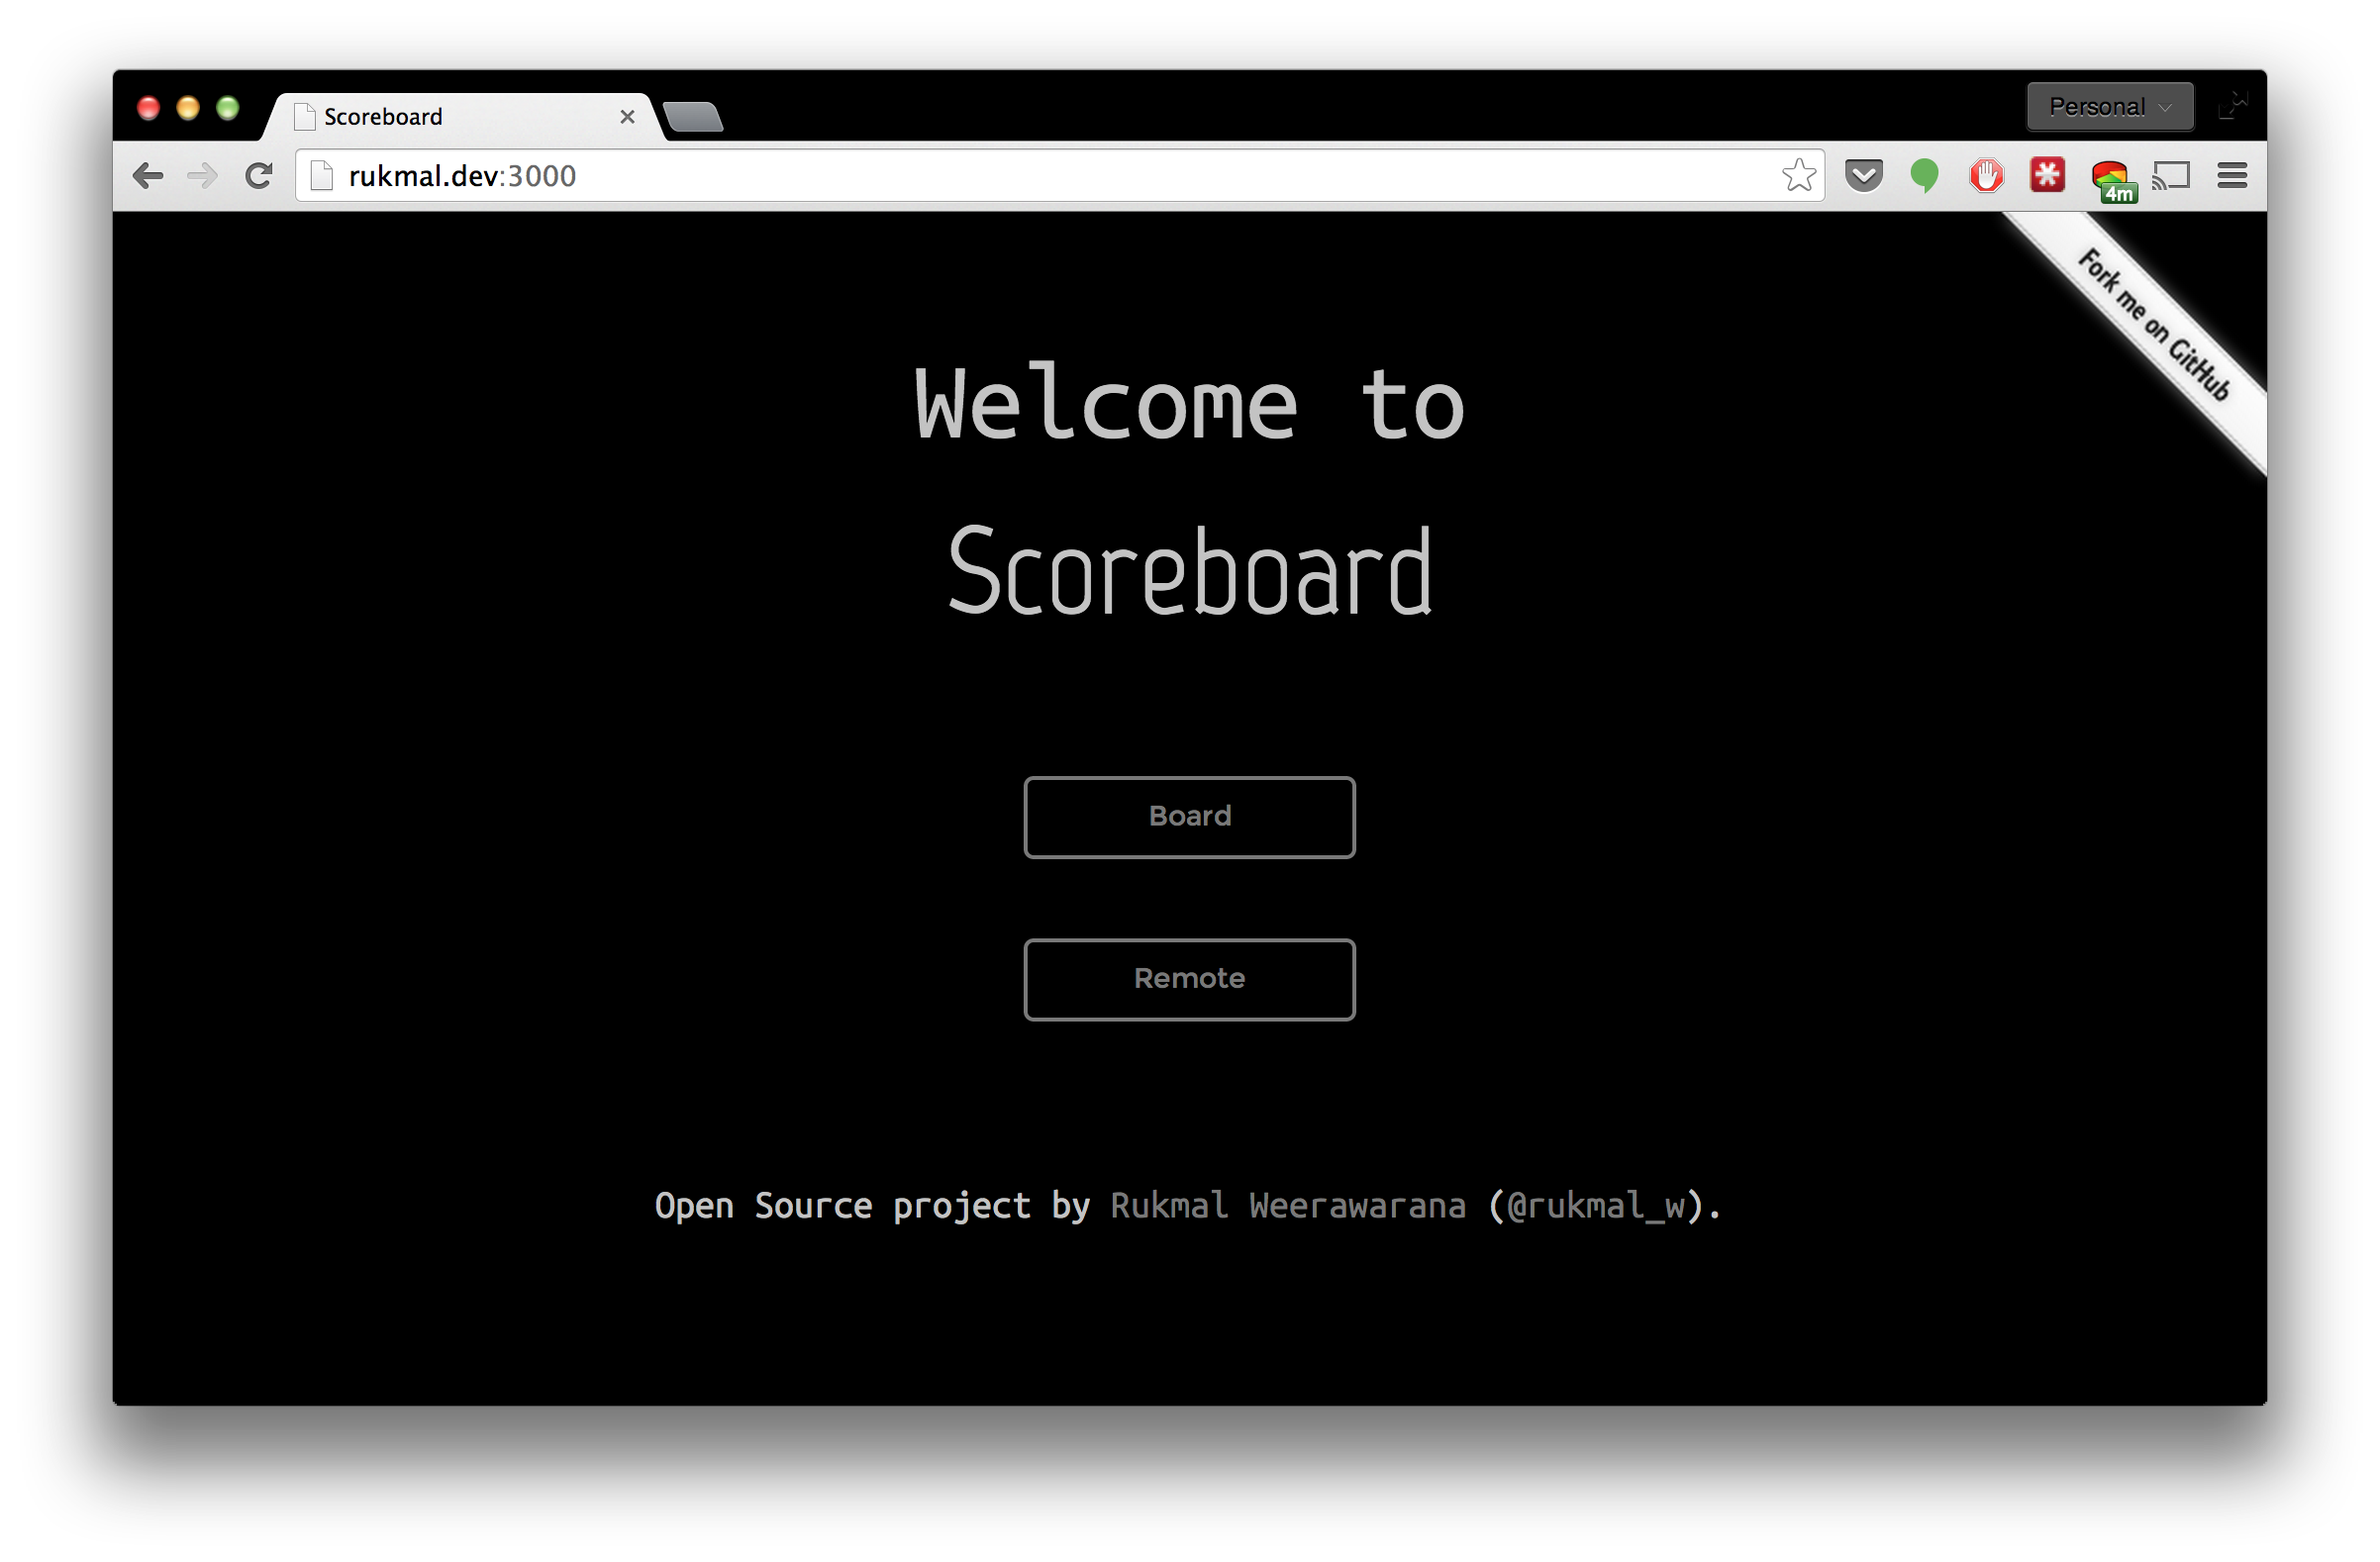 Scoreboard
Personal
rukmal.dev:3000
4m
Fork me on GitHub
Welcome to
Scoreboard
Board
Remote
Open Source project by Rukmal Weerawarana (@rukmal_w).